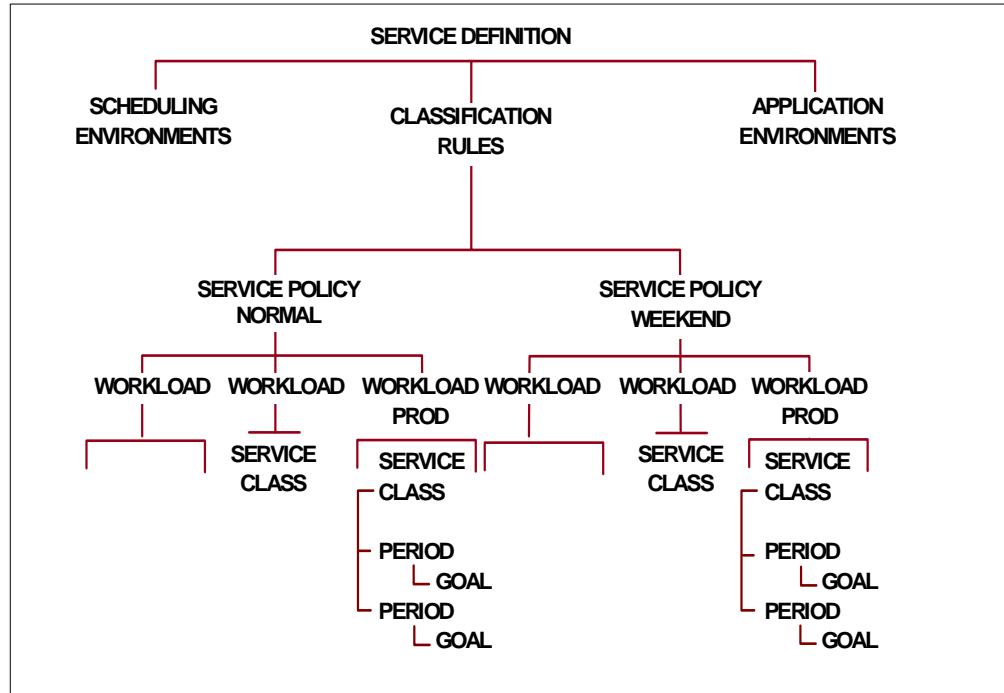 SERVICE DEFINITION
SCHEDULING
ENVIRONMENTS
CLASSIFICATION
RULES
APPLICATION
ENVIRONMENTS
SERVICE POLICY
NORMAL
SERVICE POLICY
WEEKEND
WORKLOAD
WORKLOAD
WORKLOAD
PROD
WORKLOAD
WORKLOAD
WORKLOAD
PROD
SERVICE
CLASS
SERVICE
CLASS
PERIOD
GOAL
PERIOD
GOAL
SERVICE
CLASS
SERVICE
CLASS
PERIOD
GOAL
PERIOD
GOAL